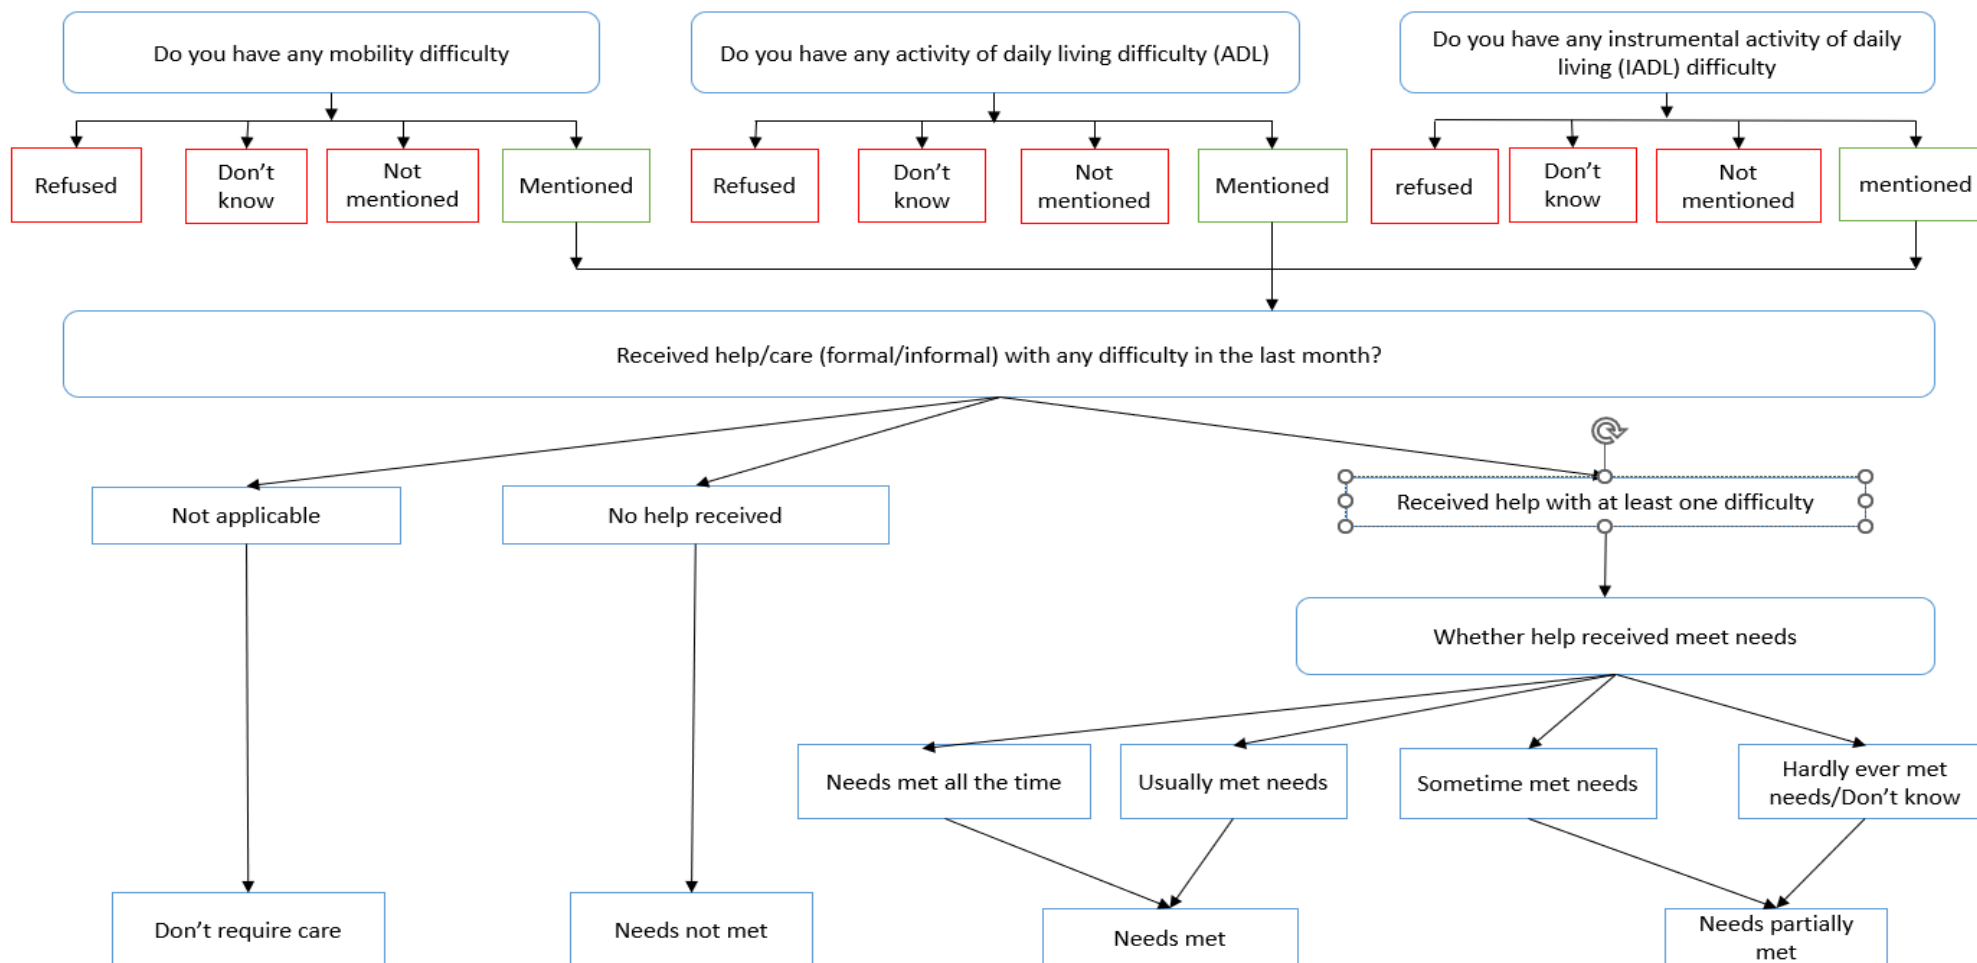 Do you have any mobility difficulty
Do you have any activity of daily living difficulty (ADL)
Do you have any instrumental activity of daily
living (IADL) difficulty
Refused
Don't
know
Not
mentioned
Mentioned
Refused
Don't
know
Not
mentioned
Mentioned
refused
Don't
know
Not
mentioned
mentioned
Received help/care (formal/informal) with any difficulty in the last month?
Not applicable
No help received
Received help with at least one difficulty
Whether help received meet needs
Needs met all the time
Usually met needs
Sometime met needs
Hardly ever met
needs/Don't know
Don't require care
Needs not met
Needs met
Needs partially
met